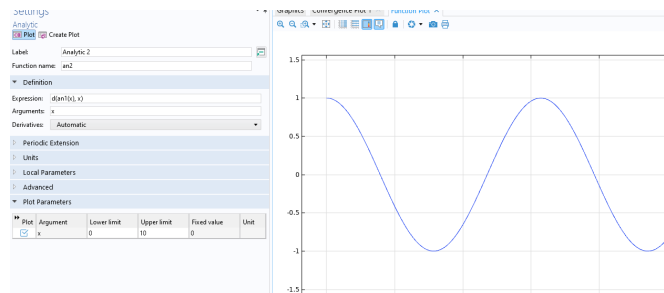 Settings
Graphics Convergence Plot 1 Function Plot ×
Analytic
Plot Create Plot
Label: Analytic 2
Function name: an2
Definition
Expression: d(an1(x), x)
Arguments: x
Derivatives: Automatic
Periodic Extension
Units
Local Parameters
Advanced
Plot Parameters
Plot Argument Lower limit Upper limit Fixed value Unit
x 0 10 0
1.5
1
0.5
0
-0.5
-1
-1.5